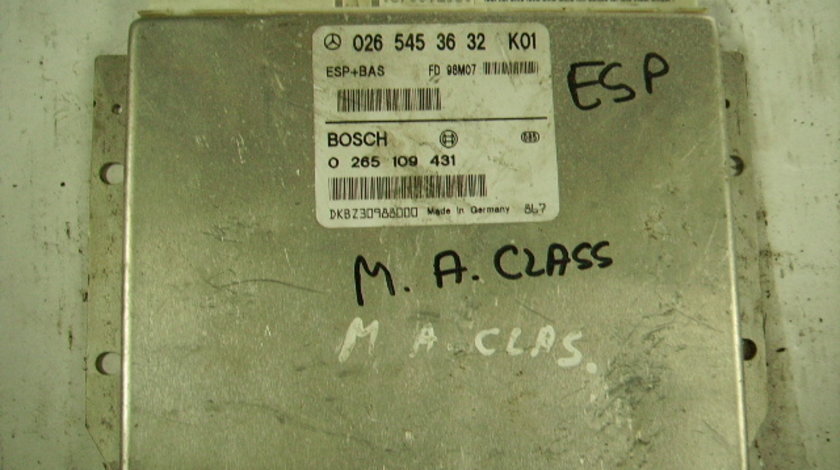 026 545 36 32 K01
ESP+BAS FD 98M07
BOSCH
0 265 109 431
DKBZ30988000 Made in Germany 867
ESP
M. A. CLASS
M A. CLAS.